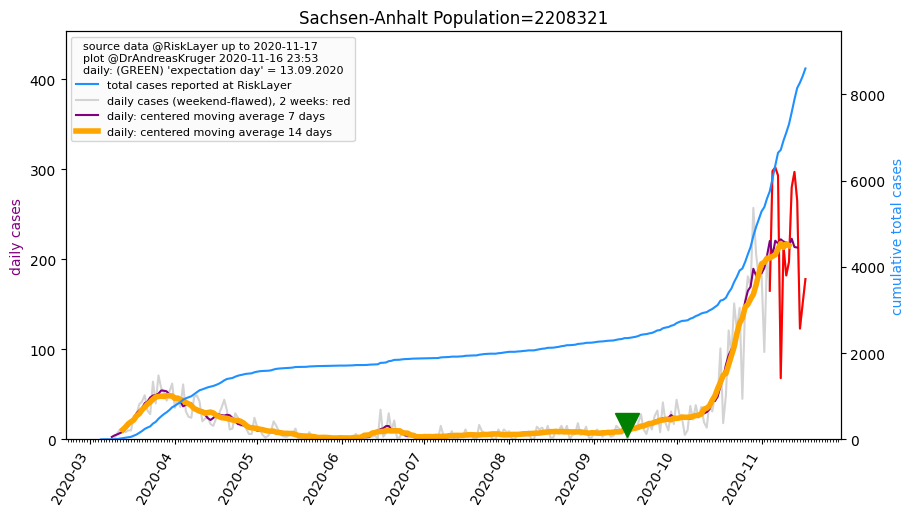 Sachsen-Anhalt Population=2208321
source data @RiskLayer up to 2020-11-17
plot @DrAndreasKruger 2020-11-16 23:53
daily: (GREEN) 'expectation day' = 13.09.2020
total cases reported at RiskLayer
daily cases (weekend-flawed), 2 weeks: red
daily: centered moving average 7 days
daily: centered moving average 14 days
daily cases
400
300
200
100
0
cumulative total cases
8000
6000
4000
2000
0
2020-03
2020-04
2020-05
2020-06
2020-07
2020-08
2020-09
2020-10
2020-11